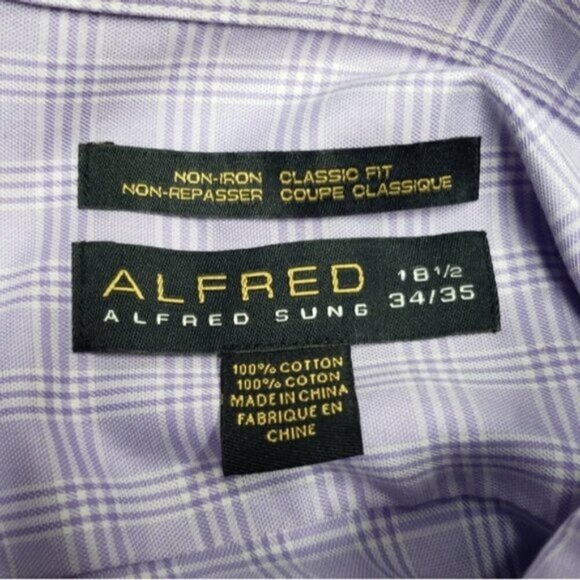 NON-IRON CLASSIC FIT
NON-REPASSER COUPE CLASSIQUE
ALFRED 18 1/2
ALFRED SUNG 34/35
100% COTTON
100% COTON
MADE IN CHINA
FABRIQUE EN
CHINE